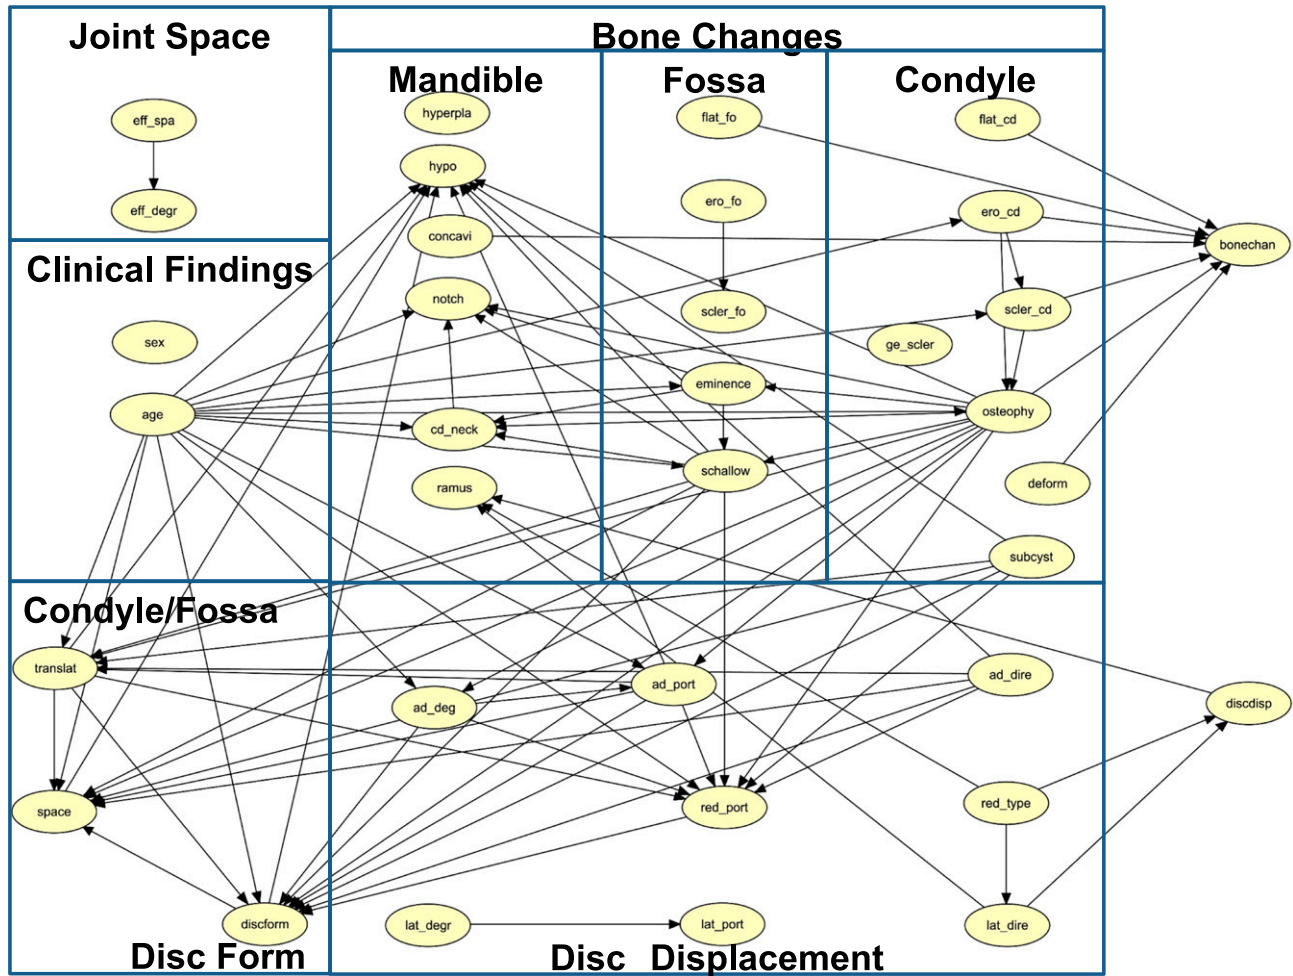 Joint Space
Bone Changes
Mandible
Fossa
Condyle
hyperpla
flat_fo
flat_cd
eff_spa
hypo
ero_fo
ero_cd
eff_degr
concavi
bonechan
Clinical Findings
notch
scler_fo
scler_cd
sex
ge_scler
eminence
age
osteophy
cd_neck
schallow
ramus
deform
subcyst
Condyle/Fossa
translat
ad_port
ad_dire
ad_deg
discdisp
space
red_port
red_type
discform
lat_degr
lat_port
lat_dire
Disc Form
Disc Displacement